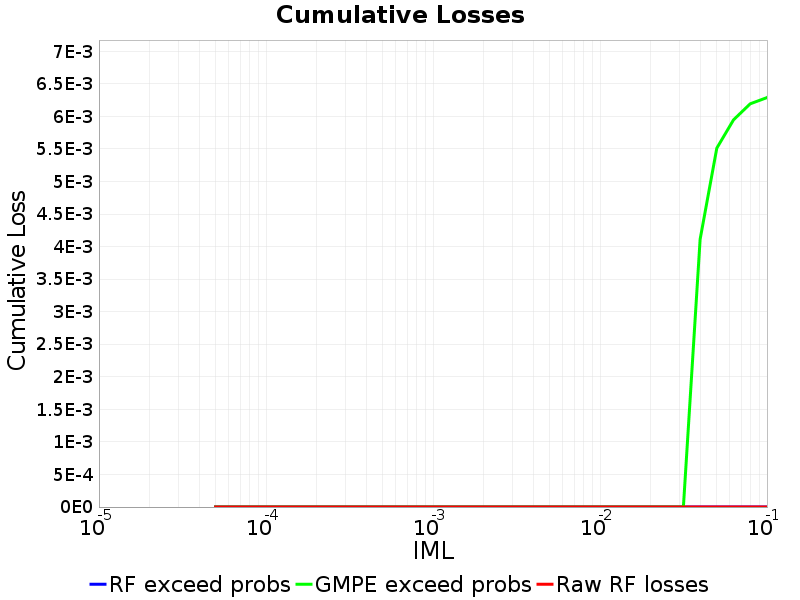 Cumulative Losses
Cumulative Loss
7E-3
6.5E-3
6E-3
5.5E-3
5E-3
4.5E-3
4E-3
3.5E-3
3E-3
2.5E-3
2E-3
1.5E-3
1E-3
5E-4
0E0
10^-5 10^-4 10^-3 10^-2 10^-1
IML
RF exceed probs GMPE exceed probs Raw RF losses